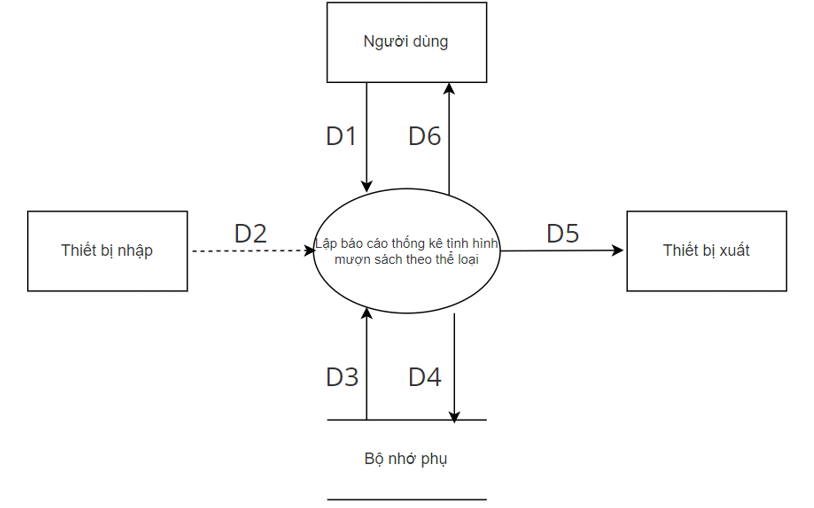 Người dùng
D1
D6
Thiết bị nhập
D2
Lập báo cáo thống kê tình hình
mượn sách theo thể loại
D5
Thiết bị xuất
D3
D4
Bộ nhớ phụ